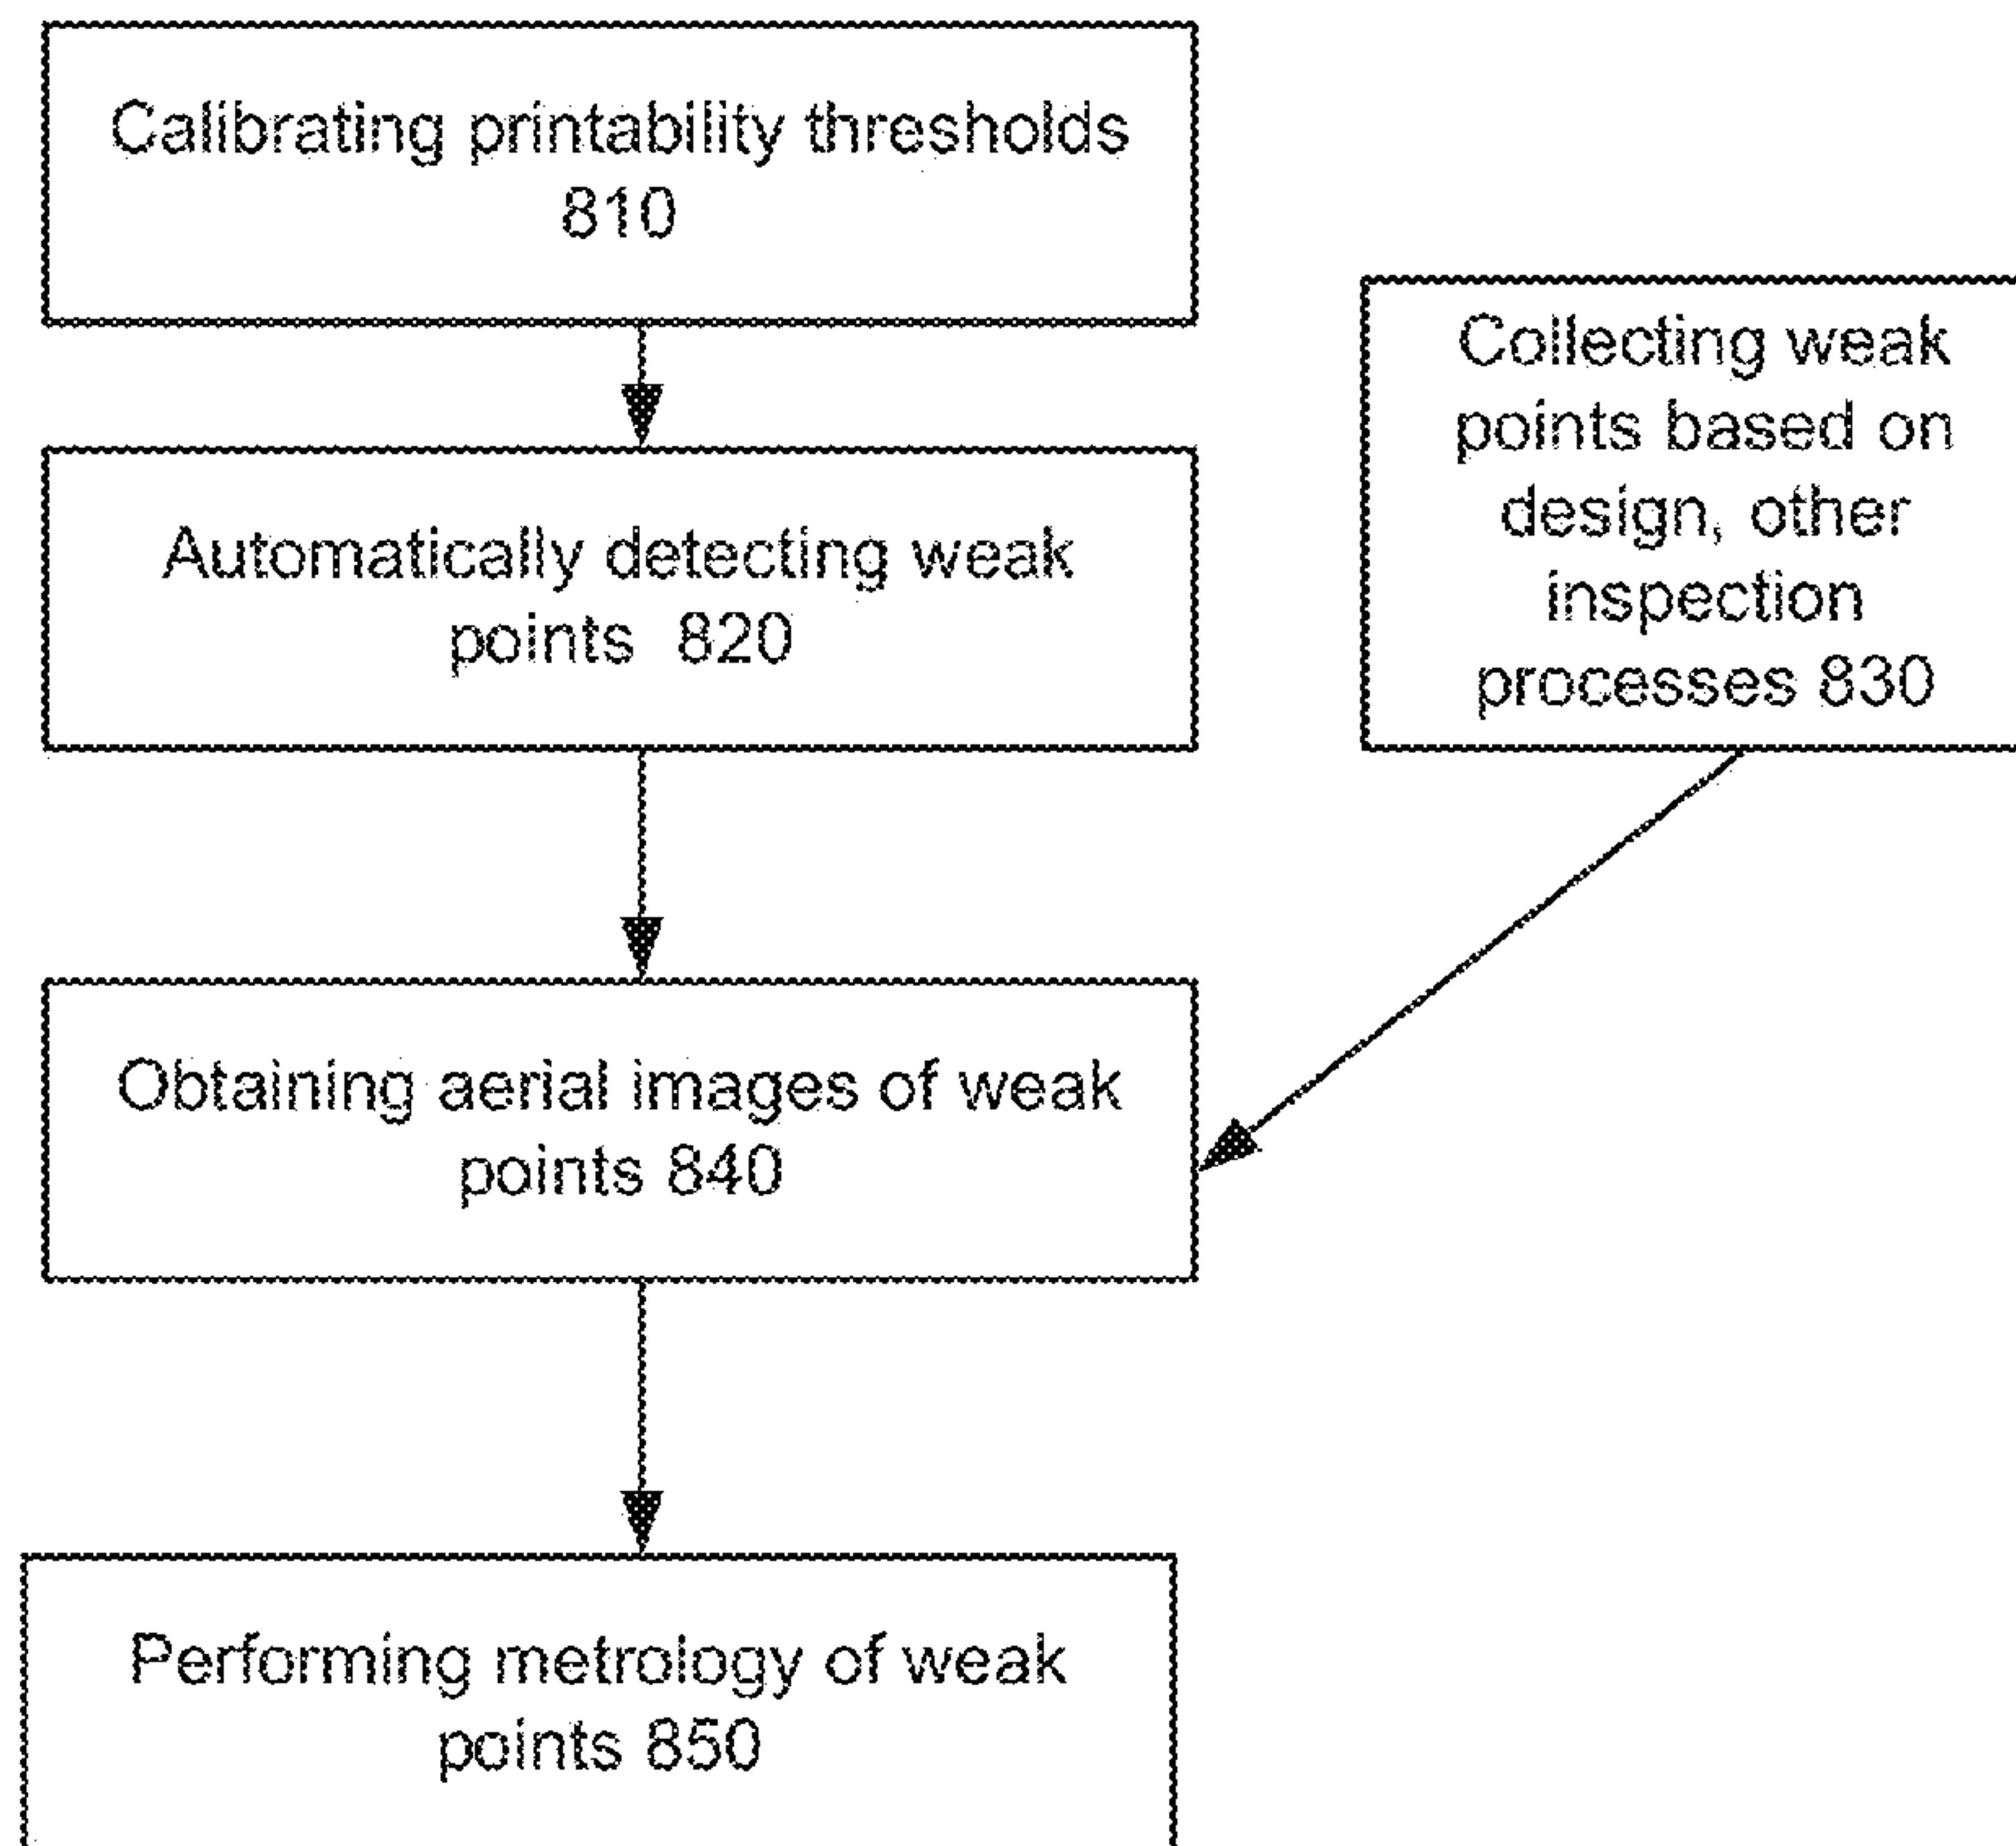 Calibrating printability thresholds
810
Automatically detecting weak
points 820
Collecting weak
points based on
design, other
inspection
processes 830
Obtaining aerial images of weak
points 840
Performing metrology of weak
points 850